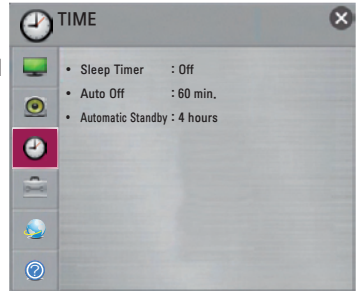 TIME
• Sleep Timer : Off
• Auto Off : 60 min.
• Automatic Standby : 4 hours